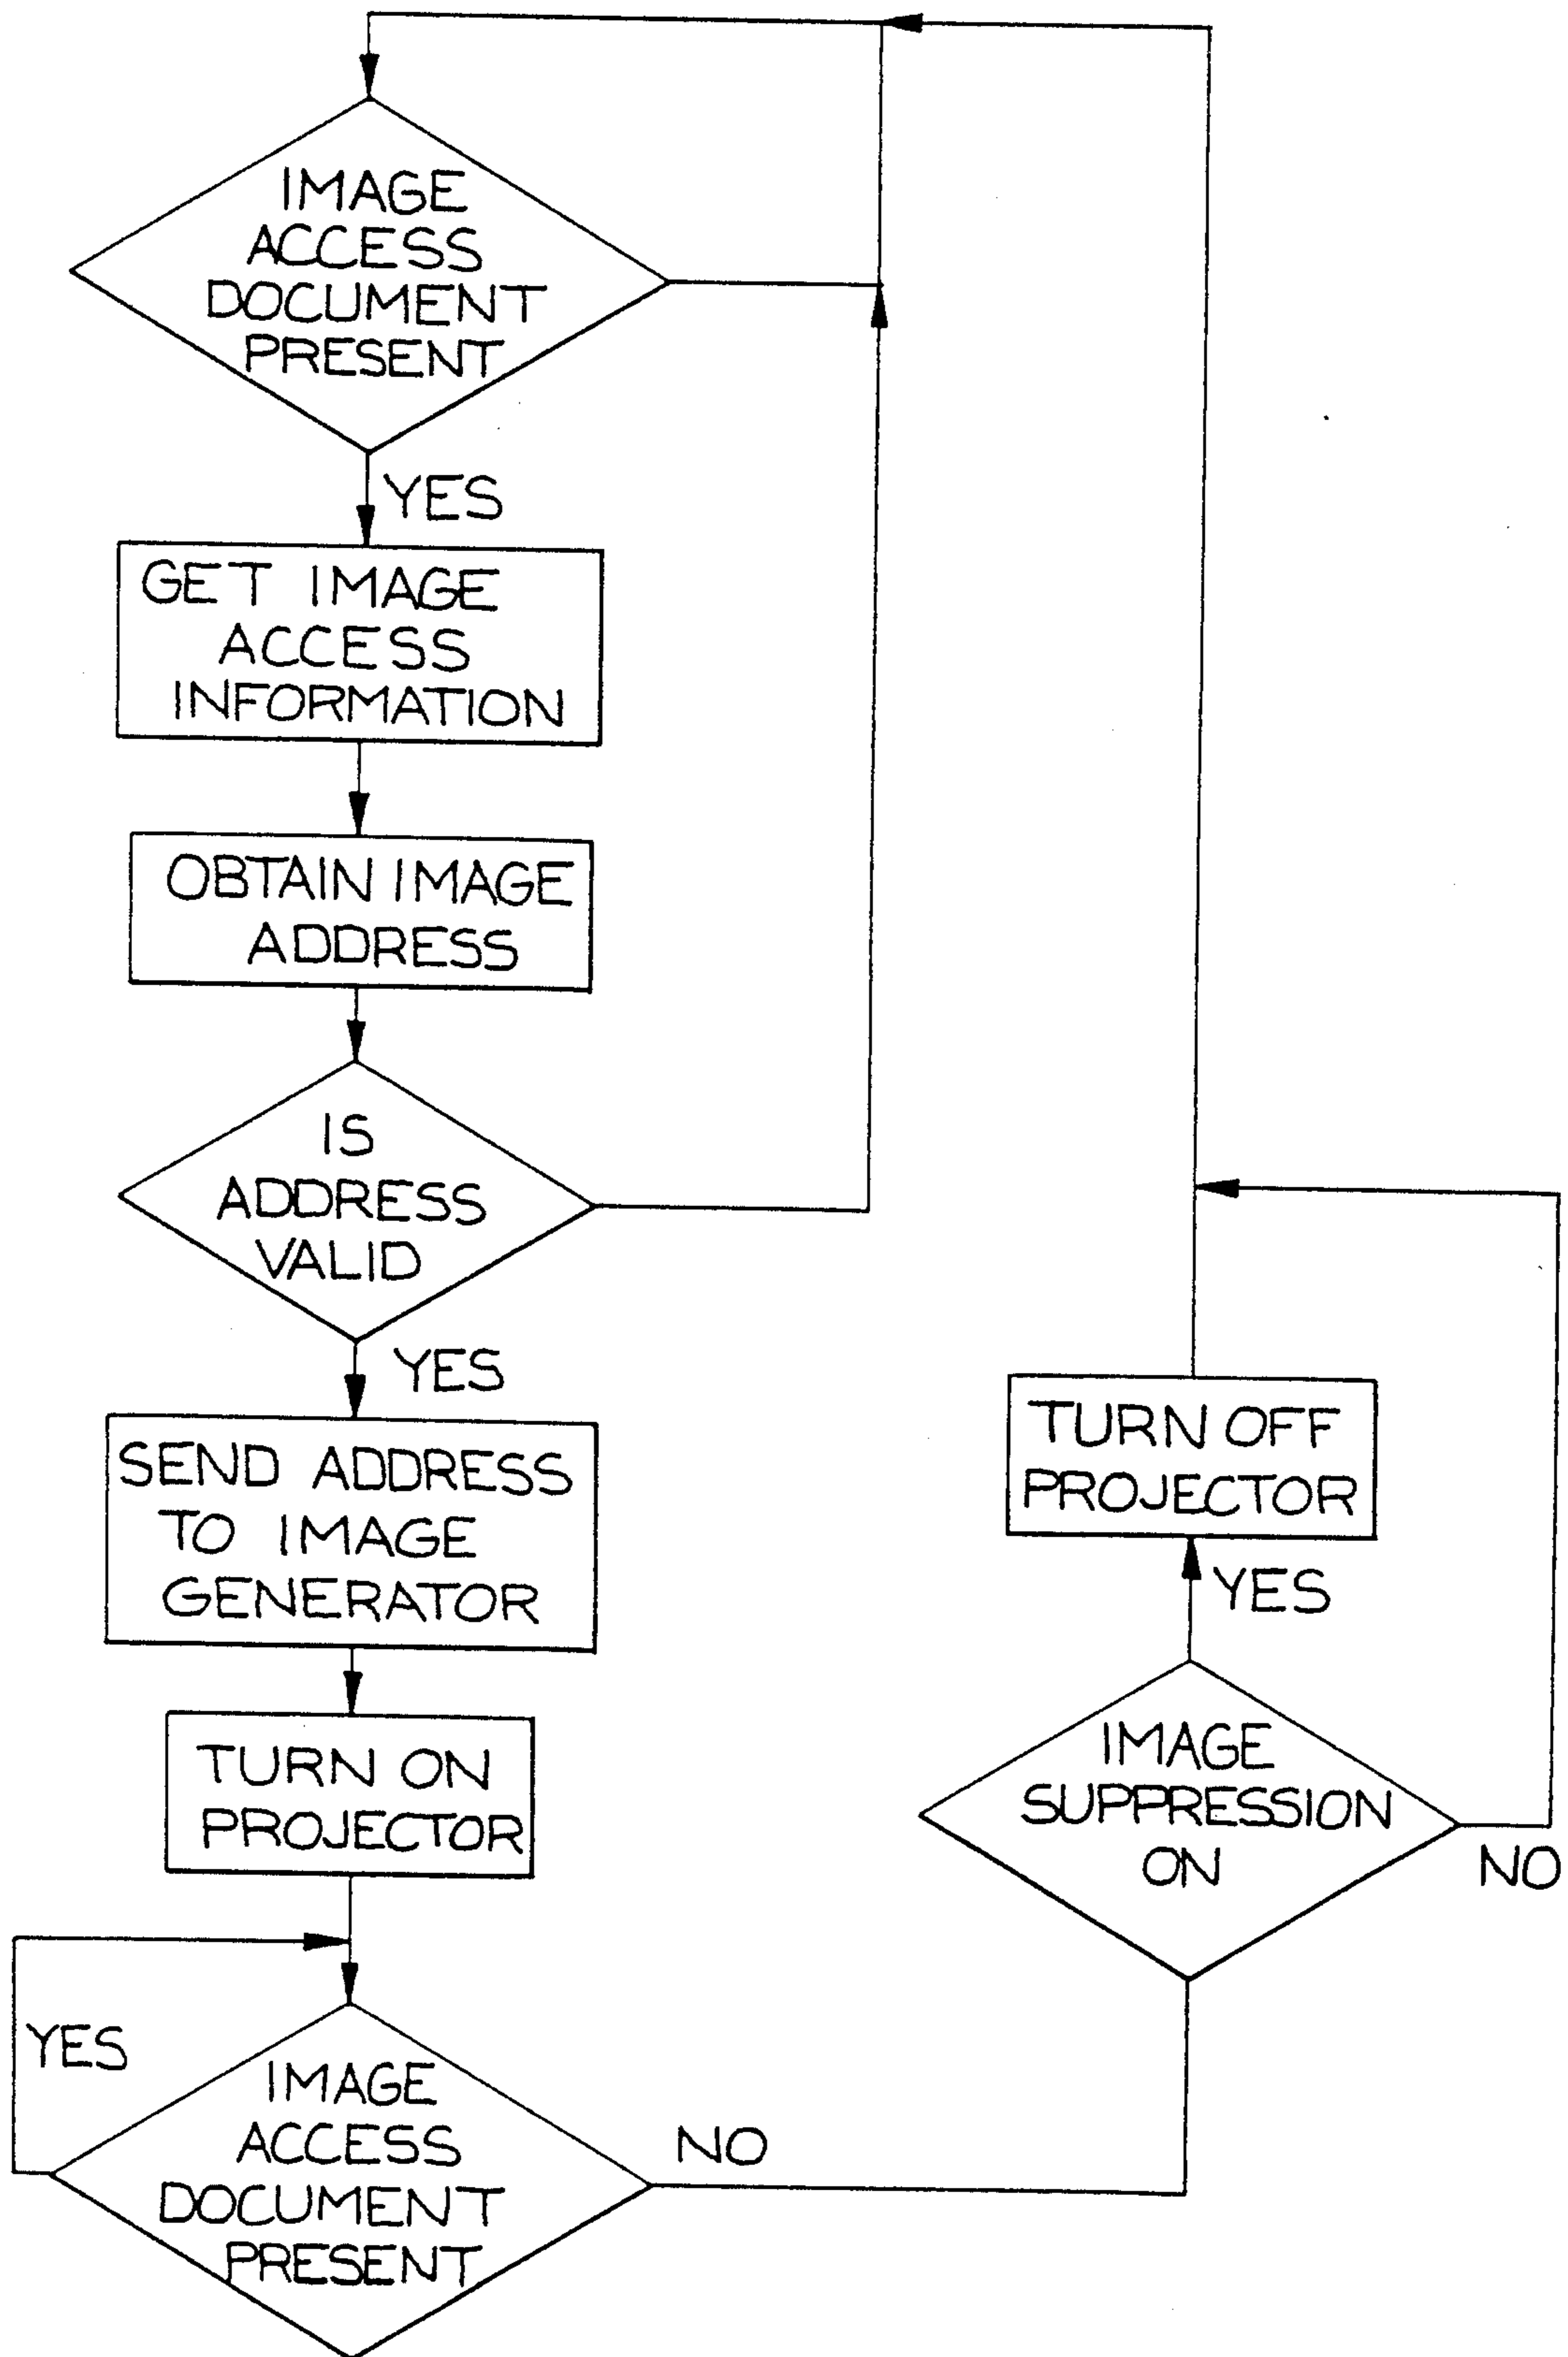 IMAGE
ACCESS
DOCUMENT
PRESENT
YES
GET IMAGE
ACCESS
INFORMATION
OBTAIN IMAGE
ADDRESS
IS
ADDRESS
VALID
YES
SEND ADDRESS
TO IMAGE
GENERATOR
TURN ON
PROJECTOR
YES
IMAGE
ACCESS
DOCUMENT
PRESENT
NO
IMAGE
SUPPRESSION
ON
NO
YES
TURN OFF
PROJECTOR